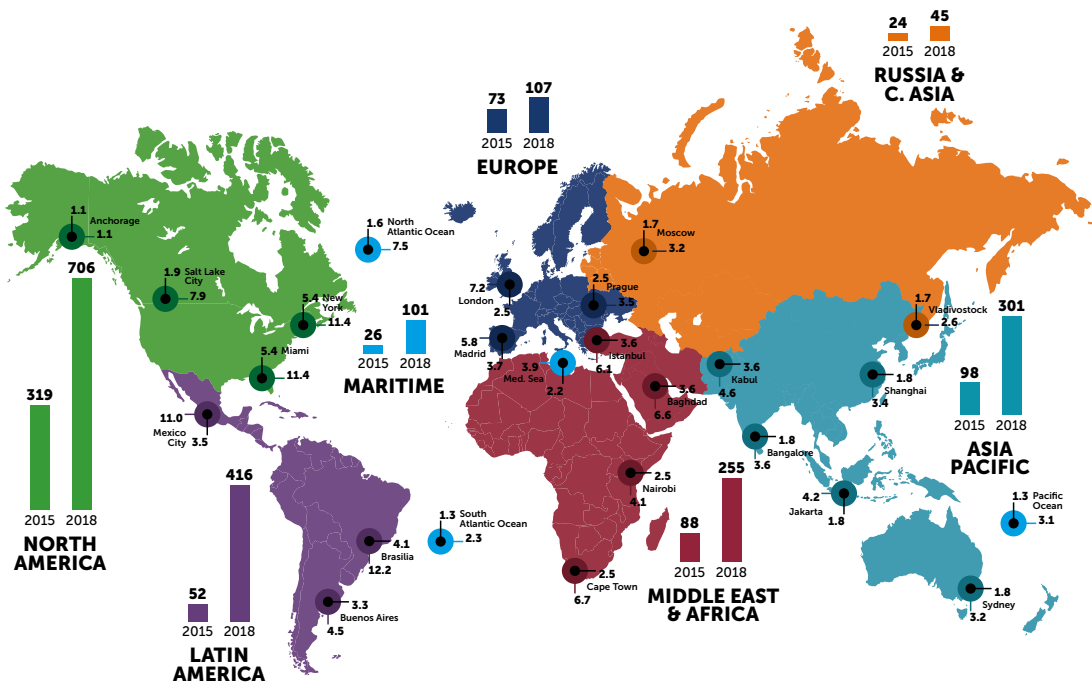 24 45
2015 2018
RUSSIA &
C. ASIA
73 107
2015 2018
EUROPE
1.1
Anchorage
1.1
706
319
2015 2018
NORTH
AMERICA
1.9 Salt Lake
City
7.9
5.4 New
York
11.4
5.4 Miami
11.4
1.6 North
Atlantic Ocean
7.5
26 101
2015 2018
MARITIME
7.2
London
2.5
2.5
Prague
3.5
5.8
Madrid
3.7
3.9
Med. Sea
2.2
3.6
Istanbul
6.1
1.7
Moscow
3.2
1.7
Vladivostock
2.6
3.6
Kabul
4.6
3.6
Baghdad
6.6
1.8
Shanghai
3.4
1.8
Bangalore
3.6
98 301
2015 2018
ASIA
PACIFIC
11.0
Mexico
City
3.5
52 416
2015 2018
LATIN
AMERICA
4.1
Brasilia
12.2
3.3
Buenos Aires
4.5
1.3 South
Atlantic Ocean
2.3
2.5
Nairobi
4.1
2.5
Cape Town
6.7
88 255
2015 2018
MIDDLE EAST
& AFRICA
4.2
Jakarta
1.8
1.3 Pacific
Ocean
3.1
1.8
Sydney
3.2